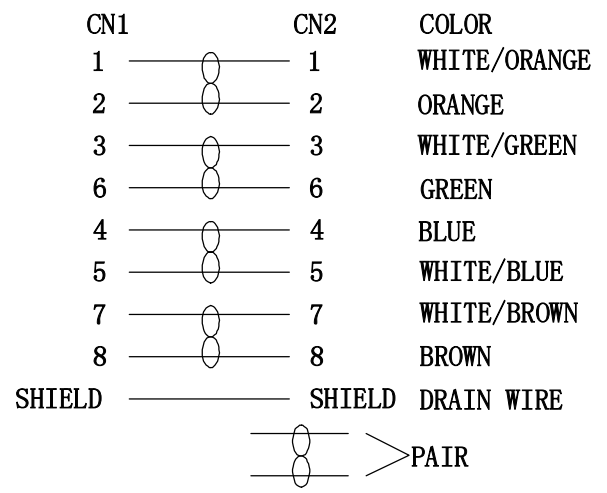 CN1 CN2 COLOR
1 1 WHITE/ORANGE
2 2 ORANGE
3 3 WHITE/GREEN
6 6 GREEN
4 4 BLUE
5 5 WHITE/BLUE
7 7 WHITE/BROWN
8 8 BROWN
SHIELD SHIELD DRAIN WIRE
PAIR